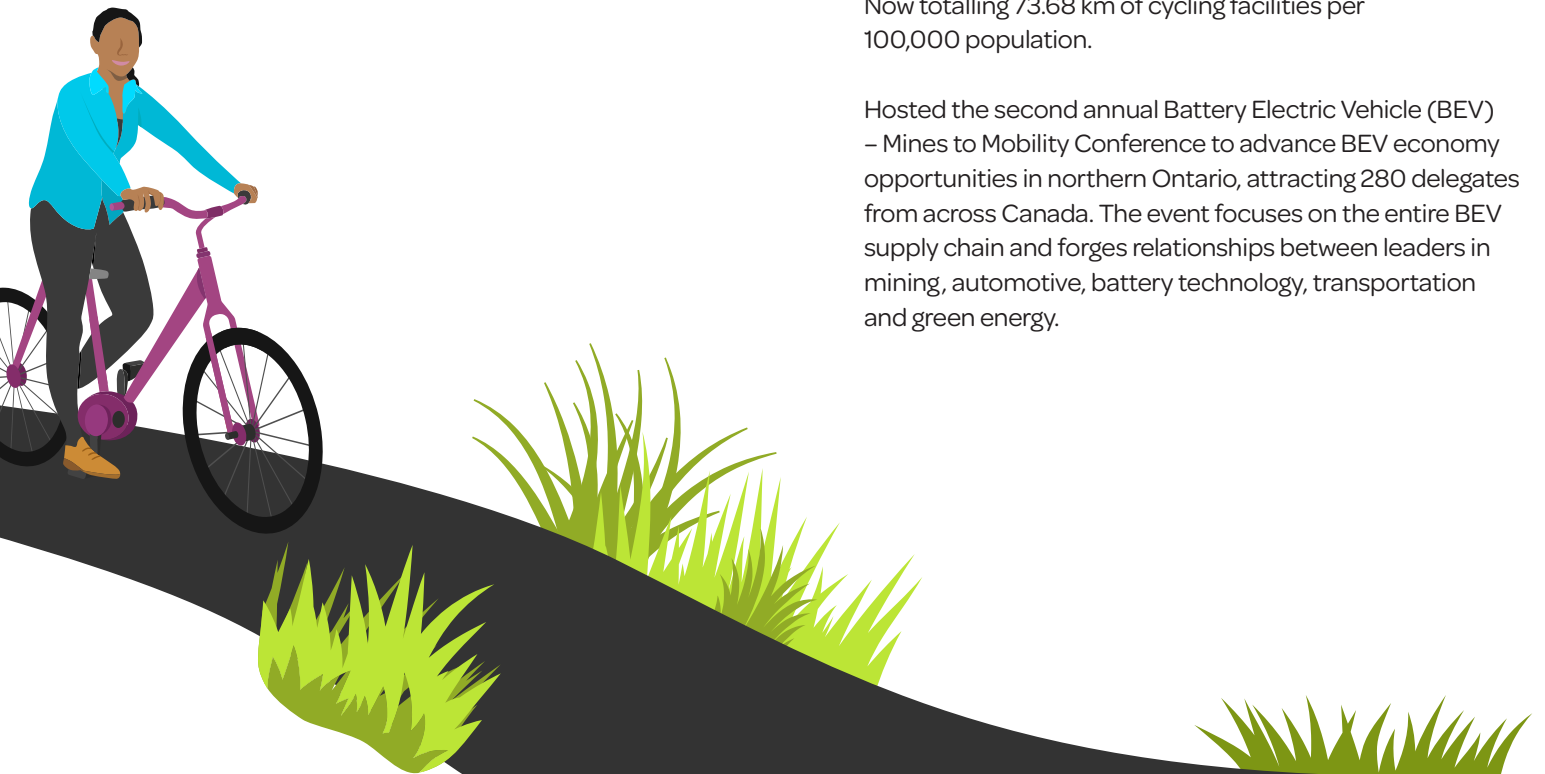 Now totalling 73.68 km of cycling facilities per
100,000 population.
Hosted the second annual Battery Electric Vehicle (BEV)
– Mines to Mobility Conference to advance BEV economy
opportunities in northern Ontario, attracting 280 delegates
from across Canada. The event focuses on the entire BEV
supply chain and forges relationships between leaders in
mining, automotive, battery technology, transportation
and green energy.